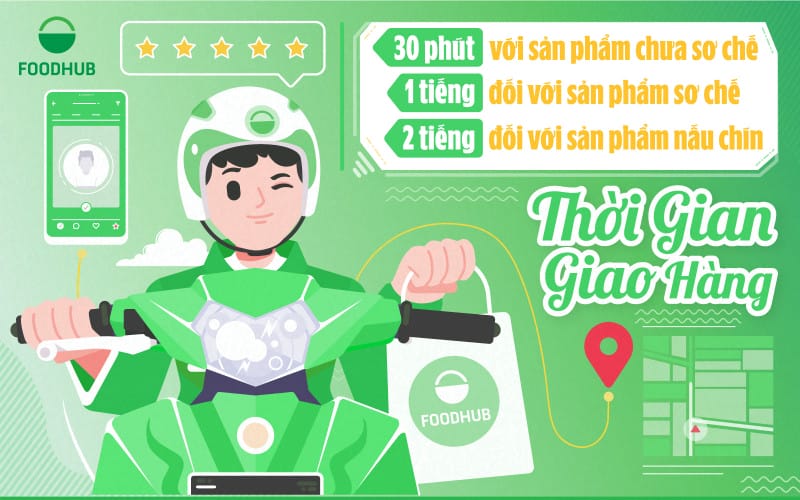 FOODHUB
30 phút với sản phẩm chưa sơ chế
1 tiếng đối với sản phẩm sơ chế
2 tiếng đối với sản phẩm nấu chín
Thời Gian
Giao Hàng
FOODHUB